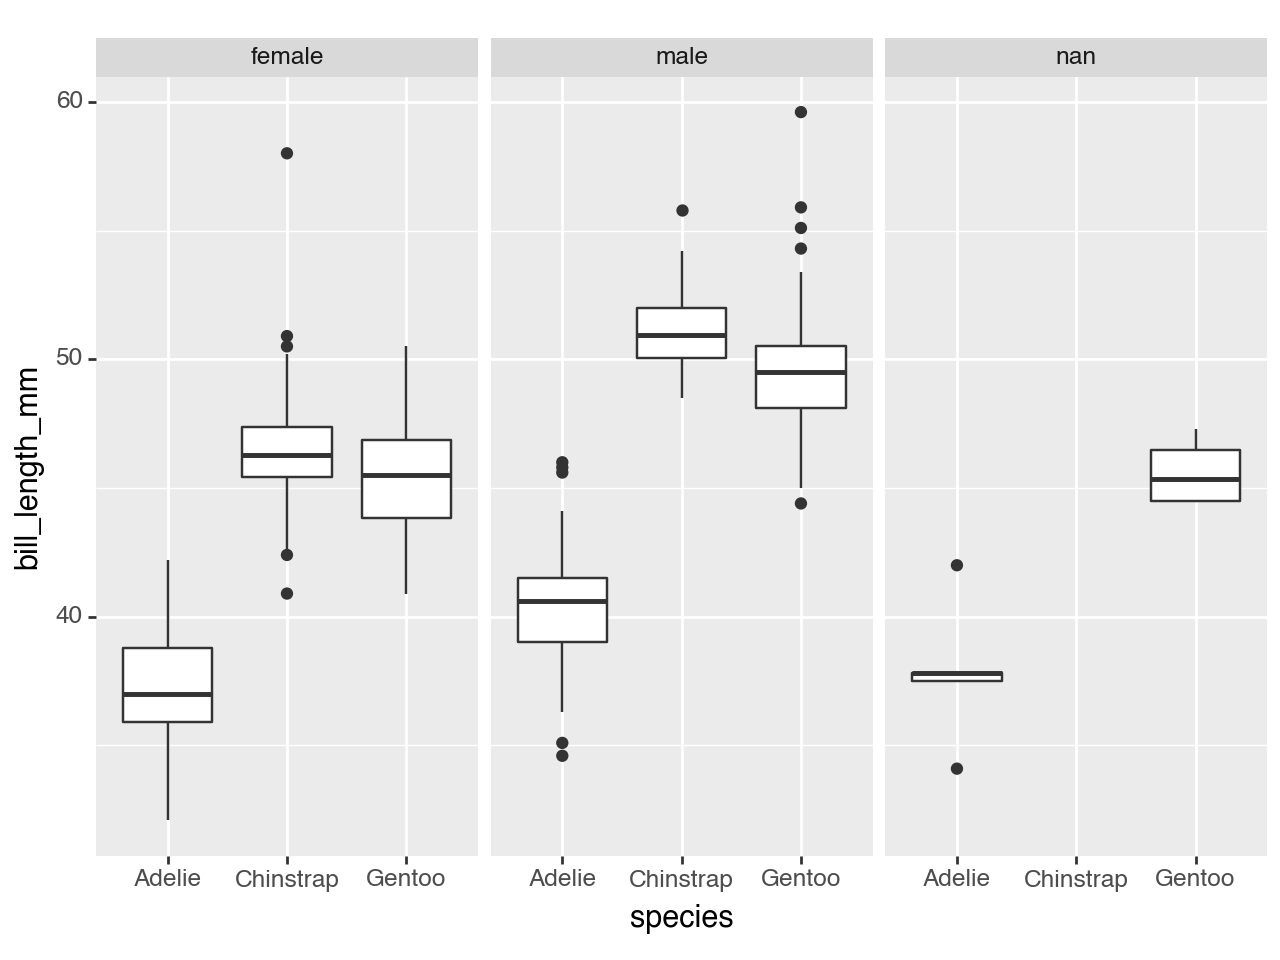 female male nan
60
50
40
bill_length_mm
Adelie Chinstrap Gentoo Adelie Chinstrap Gentoo Adelie Chinstrap Gentoo
species